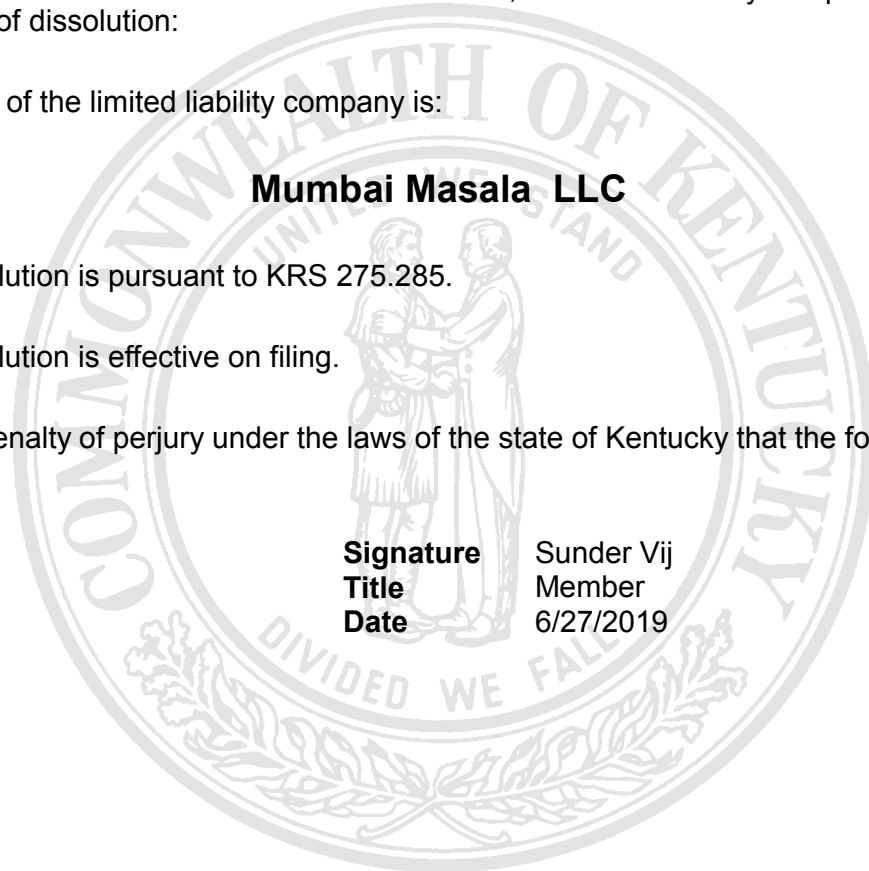 of dissolution:
of the limited liability company is:
Mumbai Masala LLC
lution is pursuant to KRS 275.285.
lution is effective on filing.
enalty of perjury under the laws of the state of Kentucky that the fo
Signature Sunder Vij
Title Member
Date 6/27/2019
COMMONWEALTH OF KENTUCKY
UNITED WE STAND
DIVIDED WE FALL